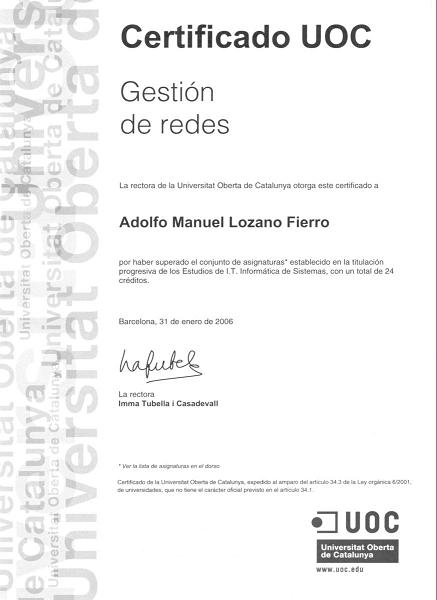 Certificado UOC
Gestión
de redes
La rectora de la Universitat Oberta de Catalunya otorga este certificado a
Adolfo Manuel Lozano Fierro
por haber superado el conjunto de asignaturas* establecido en la titulación
progresiva de los Estudios de I.T. Informática de Sistemas, con un total de 24
créditos.
Barcelona, 31 de enero de 2006
La rectora
Imma Tubella i Casadevall
* Ver la lista de asignaturas en el dorso
Certificado de la Universitat Oberta de Catalunya, expedido al amparo del artículo 34.3 de la Ley orgánica 6/2001,
de universidades, que no tiene el carácter oficial previsto en el artículo 34.1.
UOC
Universitat Oberta
de Catalunya
www.uoc.edu
Universitat Oberta de Catalunya
Universitat Oberta de Catalunya
Universitat Oberta de
de Catalunya